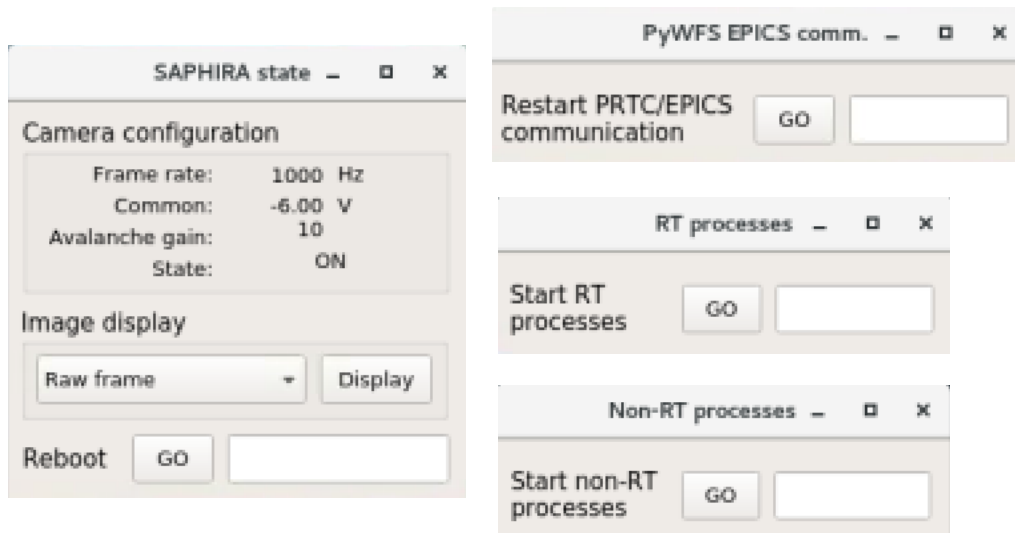 SAPHIRA state
Camera configuration
Frame rate: 1000 Hz
Common: -6.00 V
Avalanche gain: 10
State: ON
Image display
Raw frame Display
Reboot GO
PyWFS EPICS comm.
Restart PRTC/EPICS
communication
GO
RT processes
Start RT
processes
GO
Non-RT processes
Start non-RT
processes
GO